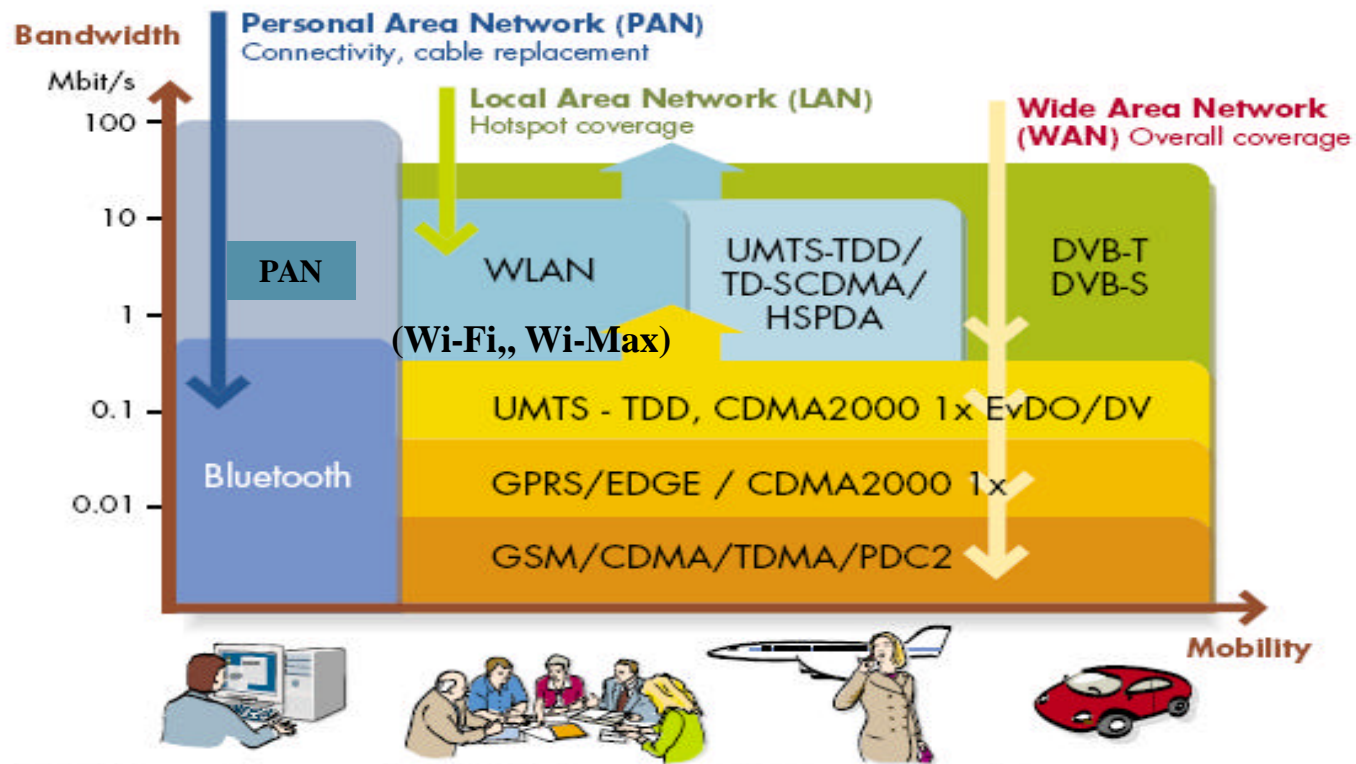 Personal Area Network (PAN)
Connectivity, cable replacement
Bandwidth
Mbit/s
Local Area Network (LAN)
Hotspot coverage
Wide Area Network
(WAN) Overall coverage
100
10
1
0.1
0.01
PAN
WLAN
(Wi-Fi,, Wi-Max)
UMTS-TDD/
TD-SCDMA/
HSPDA
DVB-T
DVB-S
UMTS - TDD, CDMA2000 1x EvDO/DV
Bluetooth
GPRS/EDGE / CDMA2000 1x
GSM/CDMA/TDMA/PDC2
Mobility